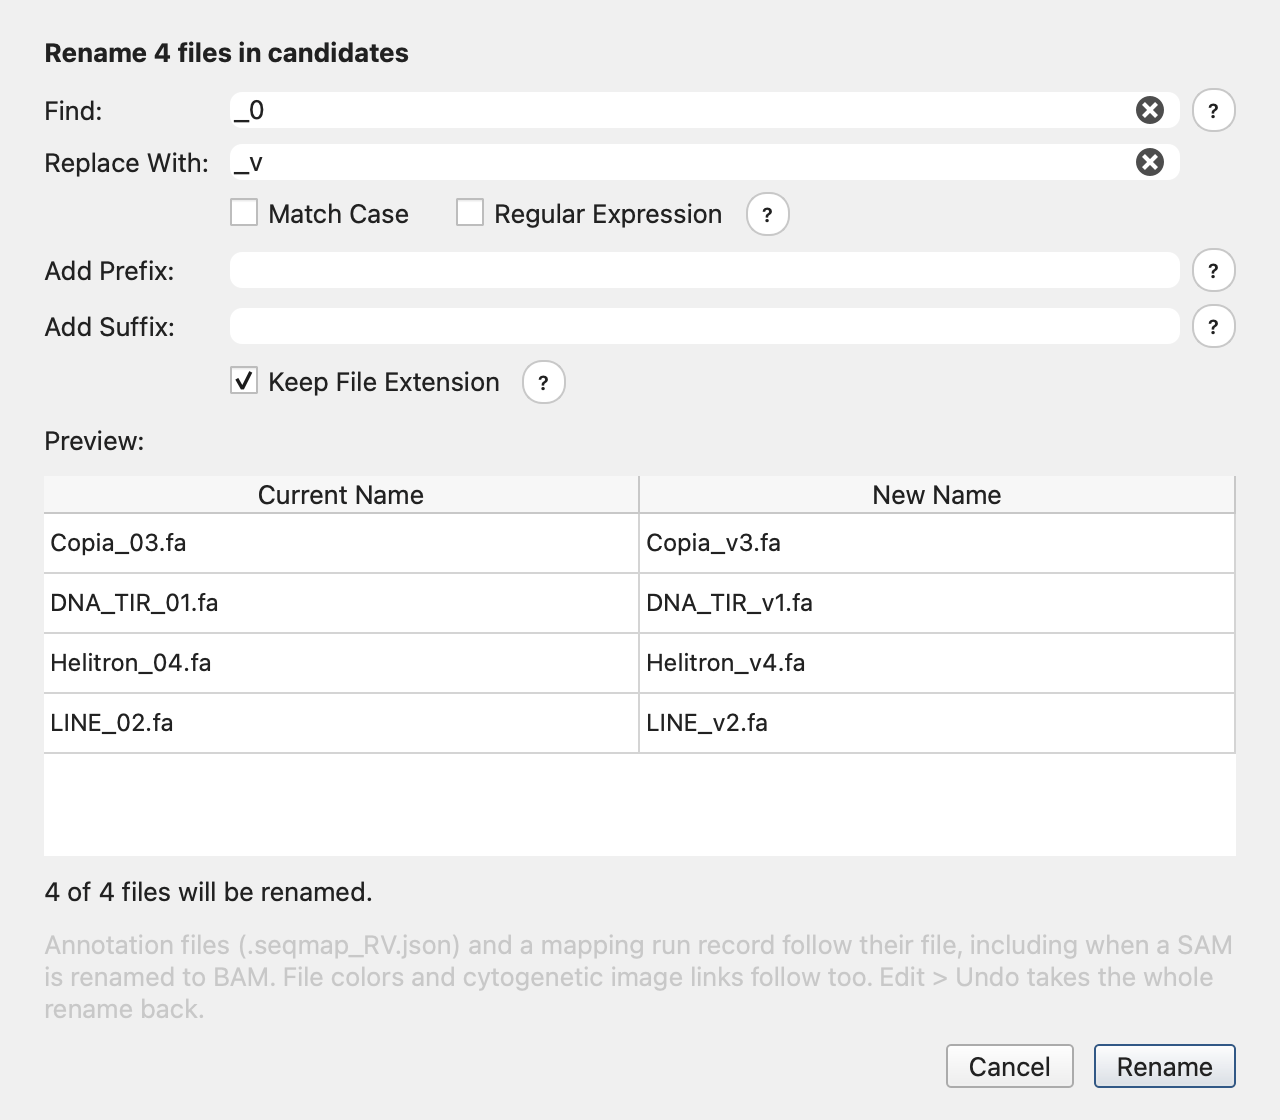 Rename 4 files in candidates
Find: _0 ?
Replace With: _v
Match Case Regular Expression ?
Add Prefix: ?
Add Suffix: ?
Keep File Extension ?
Preview:
Current Name New Name
Copia_03.fa Copia_v3.fa
DNA_TIR_01.fa DNA_TIR_v1.fa
Helitron_04.fa Helitron_v4.fa
LINE_02.fa LINE_v2.fa
4 of 4 files will be renamed.
Annotation files (.seqmap_RV.json) and a mapping run record follow their file, including when a SAM
is renamed to BAM. File colors and cytogenetic image links follow too. Edit > Undo takes the whole
rename back.
Cancel Rename